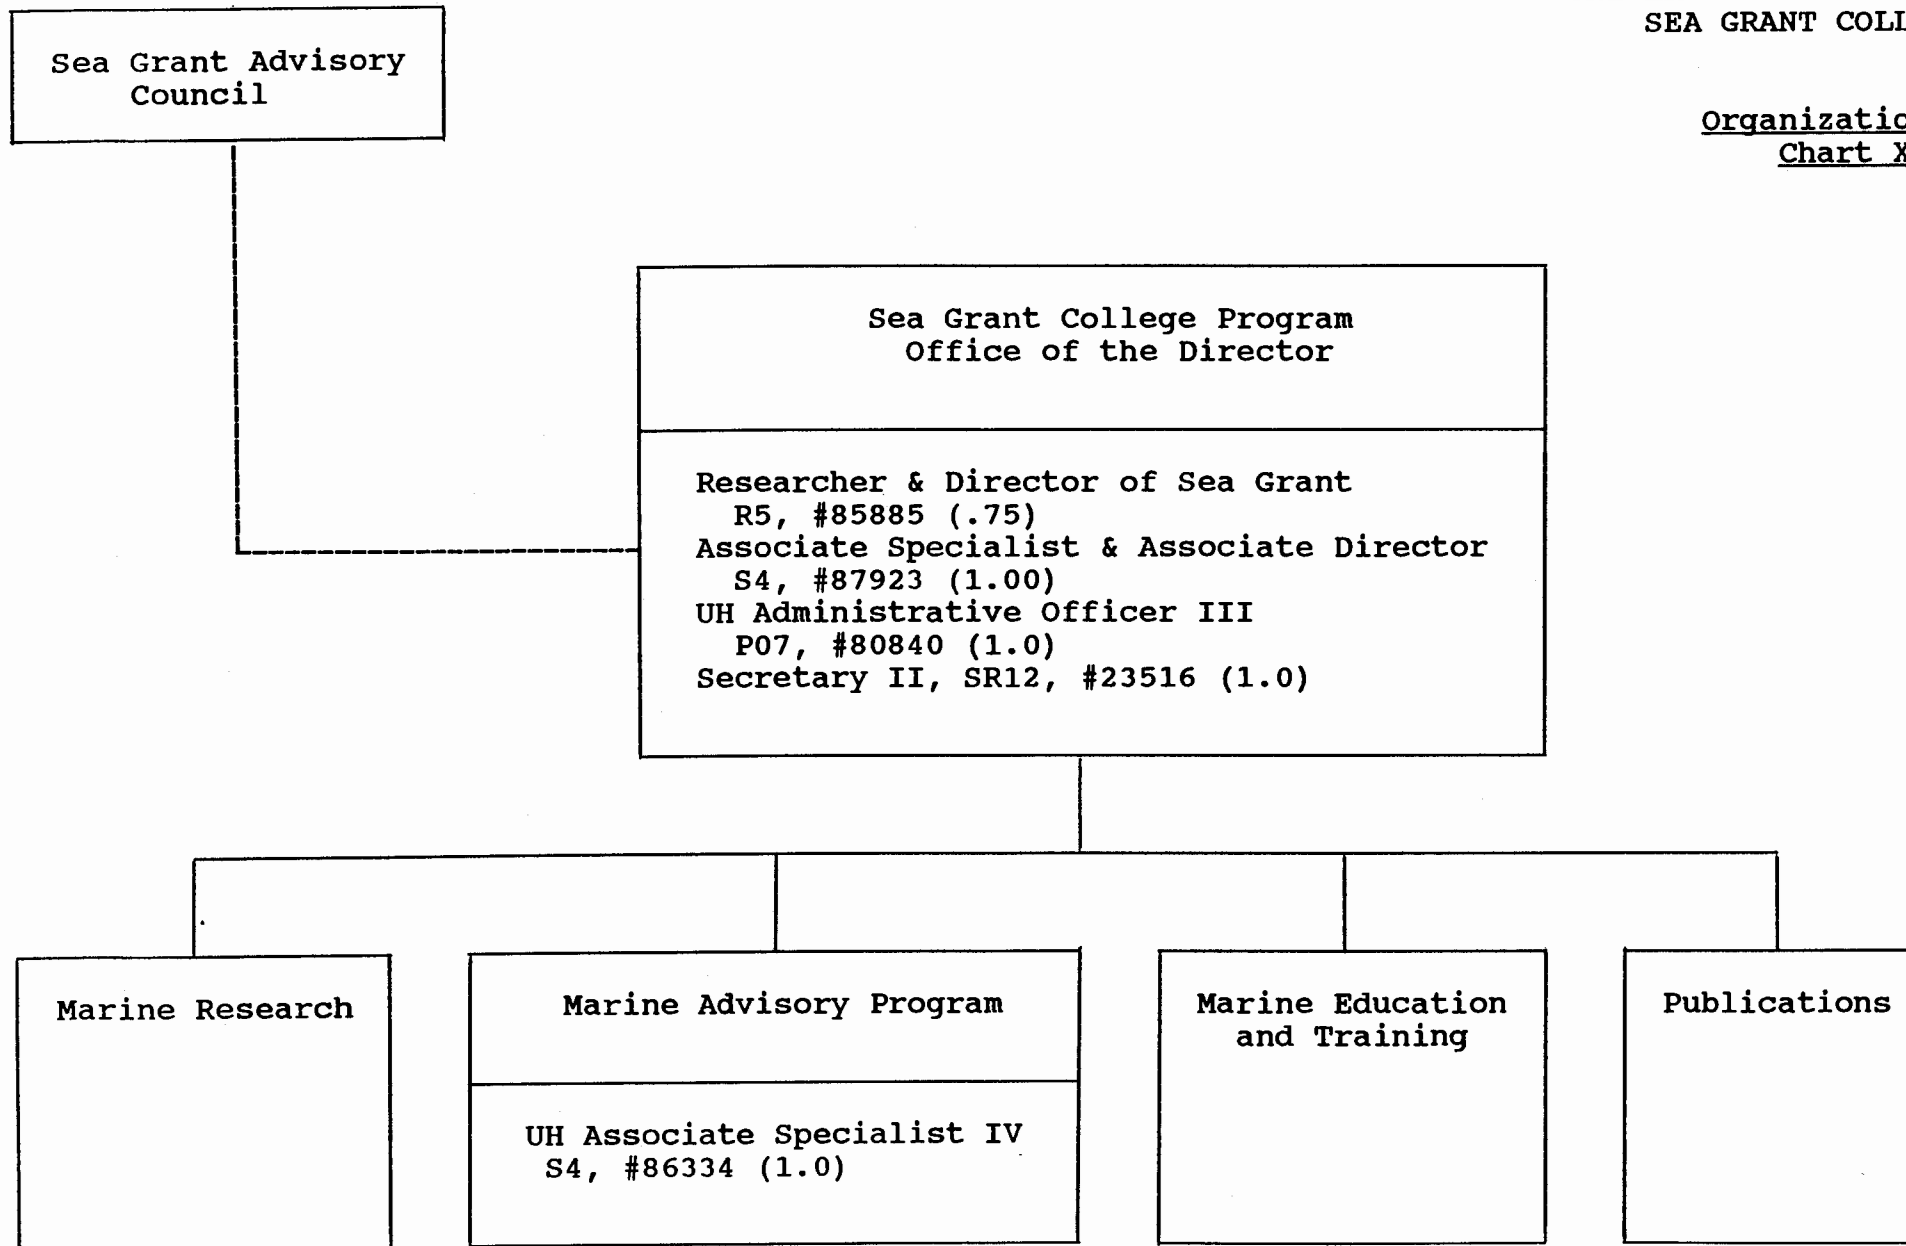 SEA GRANT COLL
Organizatio
Chart X
Sea Grant Advisory
Council
Sea Grant College Program
Office of the Director
Researcher & Director of Sea Grant
R5, #85885 (.75)
Associate Specialist & Associate Director
S4, #87923 (1.00)
UH Administrative Officer III
P07, #80840 (1.0)
Secretary II, SR12, #23516 (1.0)
Marine Research
Marine Advisory Program
UH Associate Specialist IV
S4, #86334 (1.0)
Marine Education
and Training
Publications